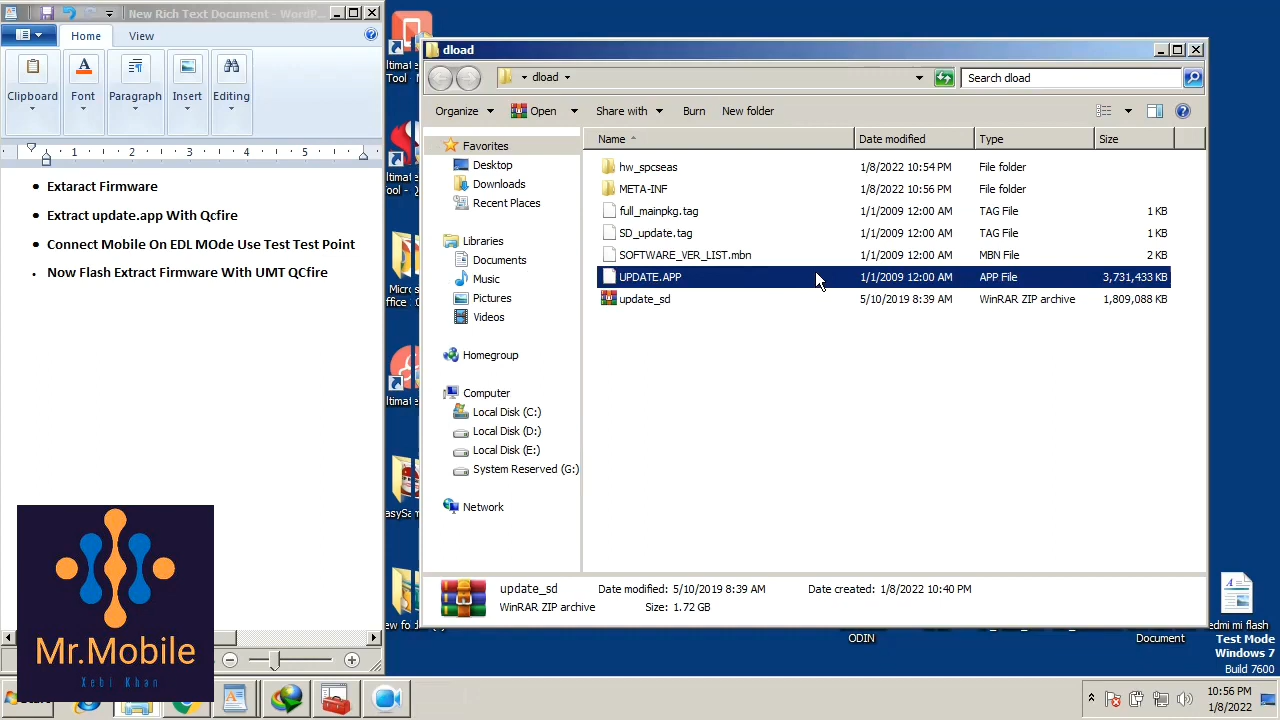 New Rich Text Document - WordP...
Home
View
Clipboard
Font
Paragraph
Insert
Editing
1 2 3 4 5
Extaract Firmware
Extract update.app With Qcfire
Connect Mobile On EDL MOde Use Test Test Point
Now Flash Extract Firmware With UMT QCfire
Mr.Mobile
Xebi Khan
dload
dload
Search dload
Organize
Open
Share with
Burn
New folder
Favorites
Desktop
Downloads
Recent Places
Libraries
Documents
Music
Pictures
Videos
Homegroup
Computer
Local Disk (C:)
Local Disk (D:)
Local Disk (E:)
System Reserved (G:)
Network
Name Date modified Type Size
hw_spcseas 1/8/2022 10:54 PM File folder
META-INF 1/8/2022 10:56 PM File folder
full_mainpkg.tag 1/1/2009 12:00 AM TAG File 1 KB
SD_update.tag 1/1/2009 12:00 AM TAG File 1 KB
SOFTWARE_VER_LIST.mbn 1/1/2009 12:00 AM MBN File 2 KB
UPDATE.APP 1/1/2009 12:00 AM APP File 3,731,433 KB
update_sd 5/10/2019 8:39 AM WinRAR ZIP archive 1,809,088 KB
update_sd Date modified: 5/10/2019 8:39 AM Date created: 1/8/2022 10:40 PM
WinRAR ZIP archive Size: 1.72 GB
ODIN
Document
edmi mi flash
Test Mode
Windows 7
Build 7600
10:56 PM
1/8/2022